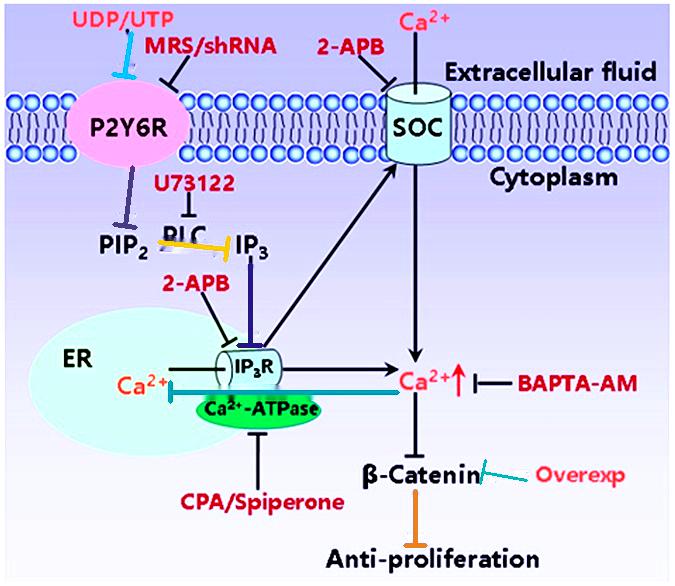 UDP/UTP
Ca²⁺
MRS/shRNA
2-APB
Extracellular fluid
P2Y6R
SOC
Cytoplasm
U73122
PIP₂
PLC
IP₃
2-APB
ER
IP₃R
Ca²⁺
Ca²⁺
BAPTA-AM
Ca²⁺-ATPase
β-Catenin
Overexp
CPA/Spiperone
Anti-proliferation